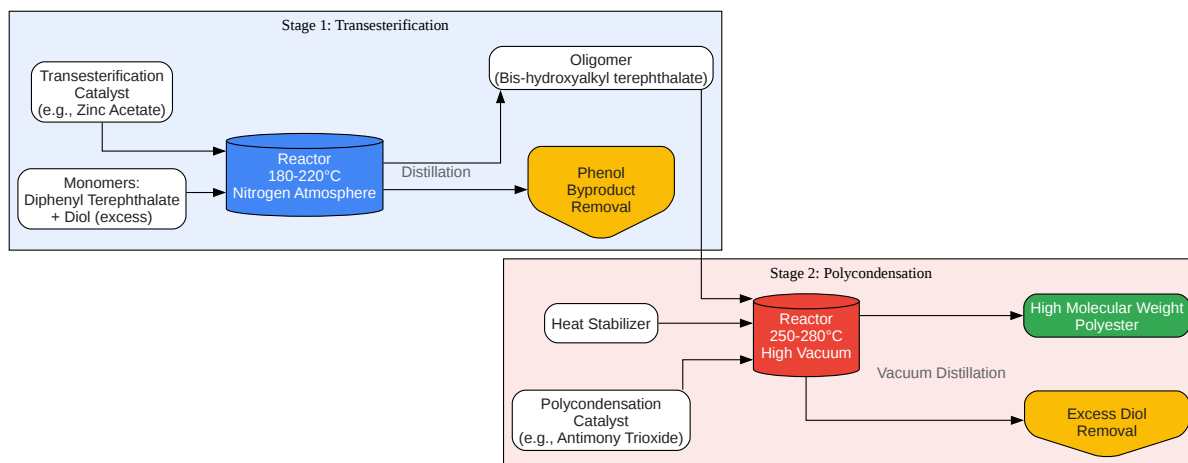 Stage 1: Transesterification
Transesterification
Catalyst
(e.g., Zinc Acetate)
Monomers:
Diphenyl Terephthalate
+ Diol (excess)
Reactor
180-220°C
Nitrogen Atmosphere
Oligomer
(Bis-hydroxyalkyl terephthalate)
Distillation
Phenol
Byproduct
Removal
Stage 2: Polycondensation
Heat Stabilizer
Polycondensation
Catalyst
(e.g., Antimony Trioxide)
Reactor
250-280°C
High Vacuum
High Molecular Weight
Polyester
Vacuum Distillation
Excess Diol
Removal